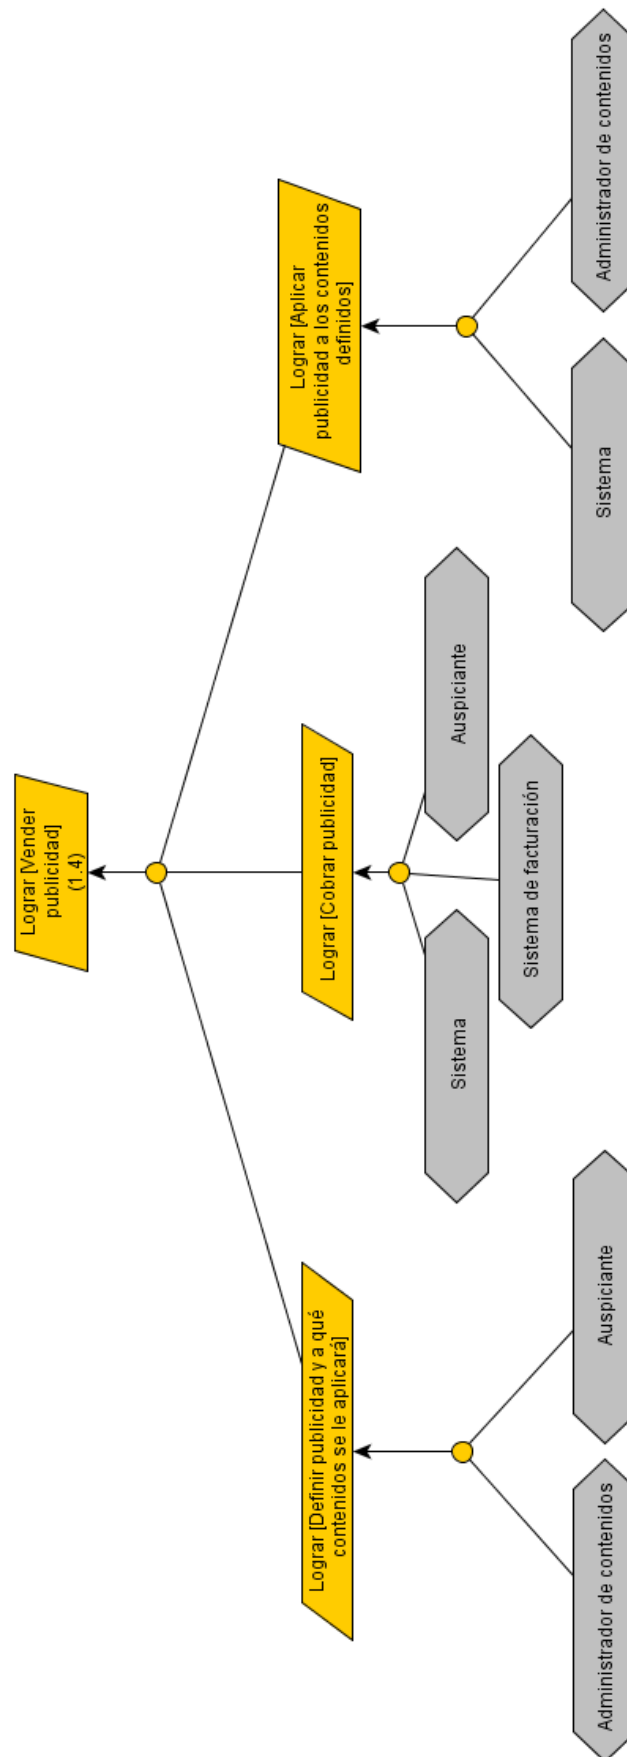 Lograr [Vender
publicidad]
(1.4)
Lograr [Definir publicidad y a qué
contenidos se le aplicará]
Lograr [Cobrar publicidad]
Lograr [Aplicar
publicidad a los contenidos
definidos]
Administrador de contenidos
Auspiciante
Sistema
Sistema de facturación
Auspiciante
Sistema
Administrador de contenidos